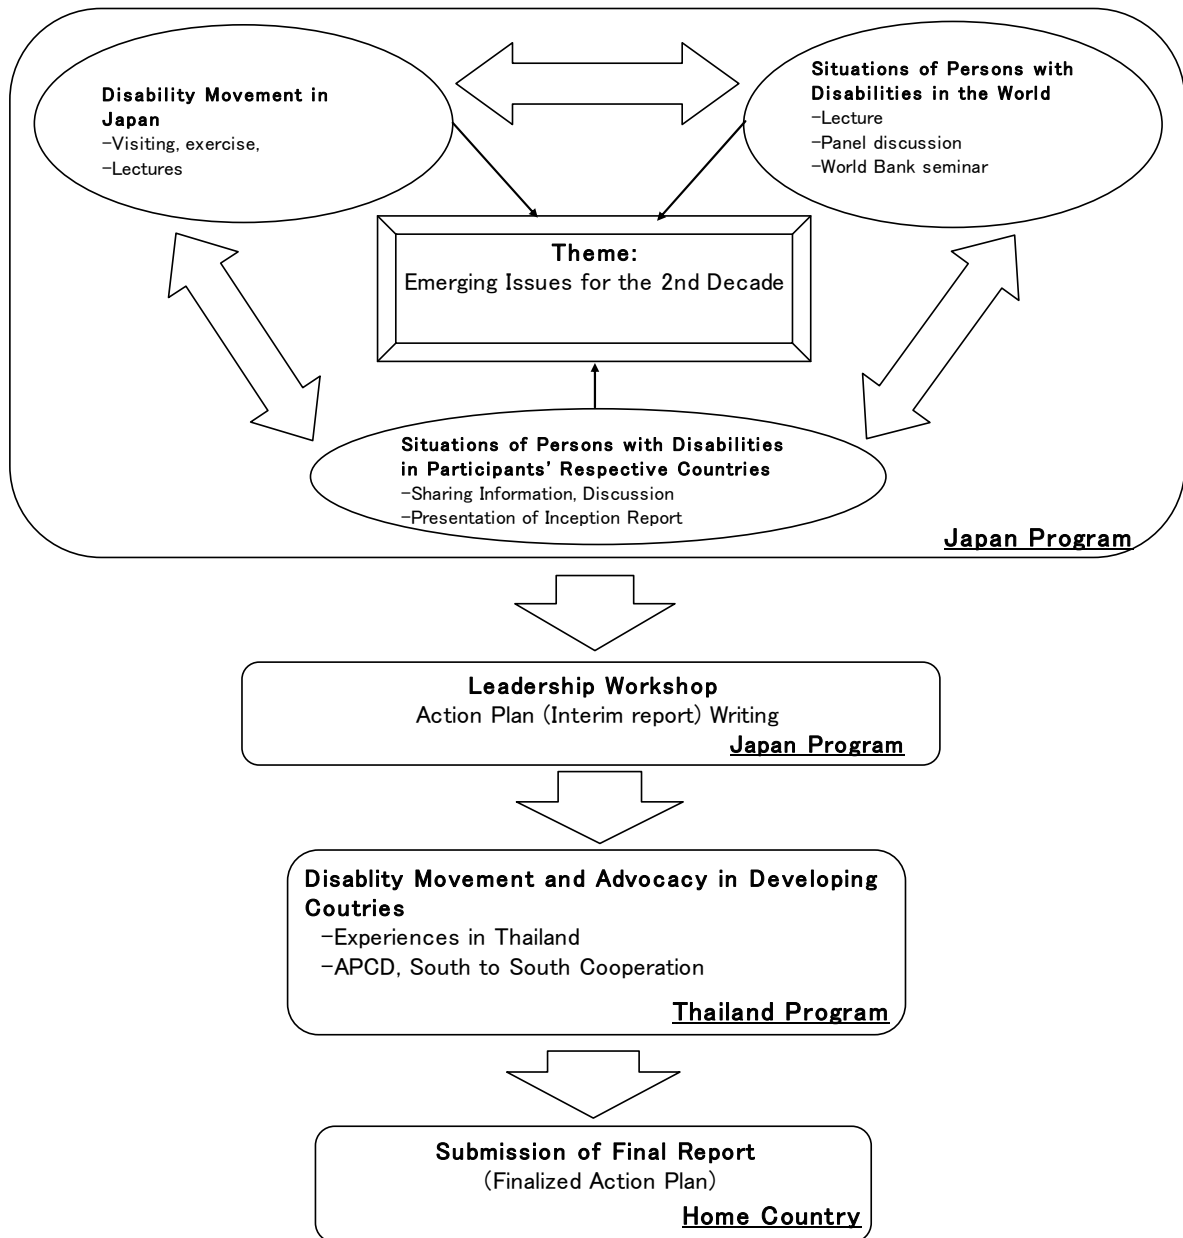 Disability Movement in
Japan
-Visiting, exercise,
-Lectures
Situations of Persons with
Disabilities in the World
-Lecture
-Panel discussion
-World Bank seminar
Theme:
Emerging Issues for the 2nd Decade
Situations of Persons with Disabilities
in Participants' Respective Countries
-Sharing Information, Discussion
-Presentation of Inception Report
Japan Program
Leadership Workshop
Action Plan (Interim report) Writing
Japan Program
Disablity Movement and Advocacy in Developing
Coutries
-Experiences in Thailand
-APCD, South to South Cooperation
Thailand Program
Submission of Final Report
(Finalized Action Plan)
Home Country